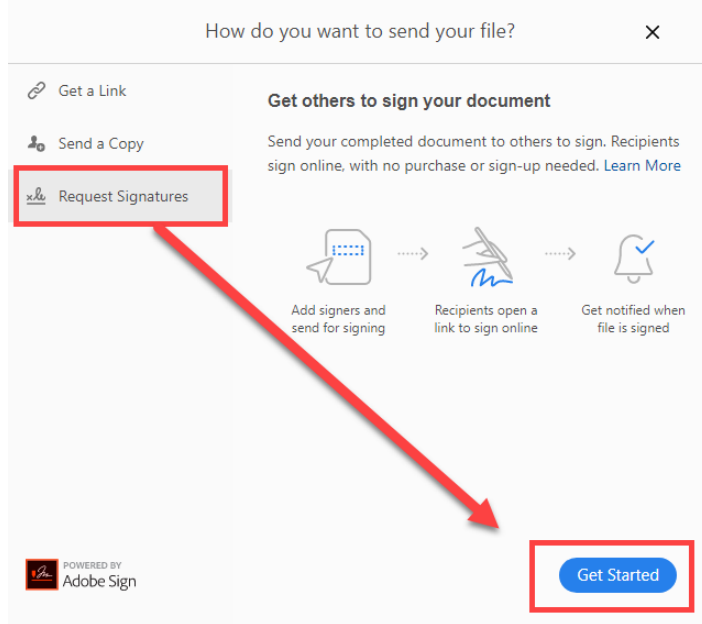 How do you want to send your file?
Get a Link
Send a Copy
Request Signatures
Get others to sign your document
Send your completed document to others to sign. Recipients
sign online, with no purchase or sign-up needed. Learn More
Add signers and
send for signing
Recipients open a
link to sign online
Get notified when
file is signed
POWERED BY
Adobe Sign
Get Started